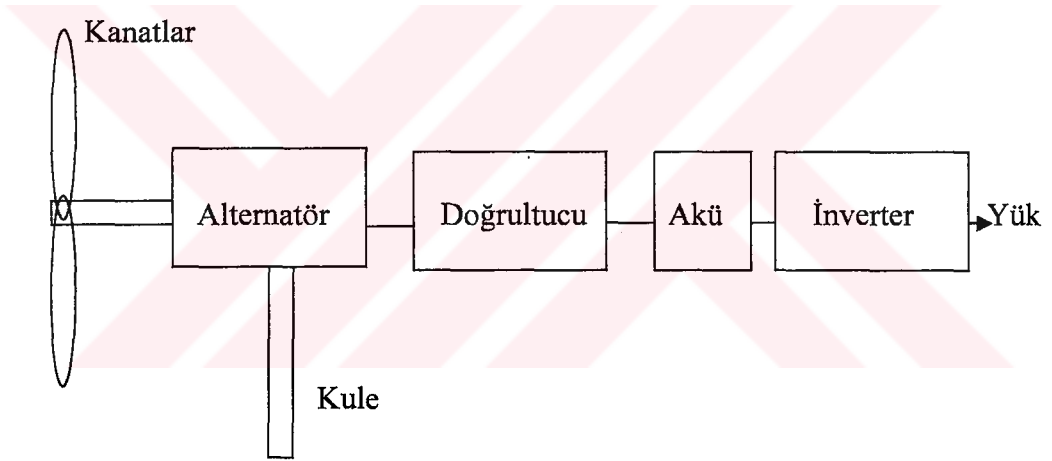 Kanatlar
Alternatör
Doğrultucu
Akü
İnverter
Yük
Kule